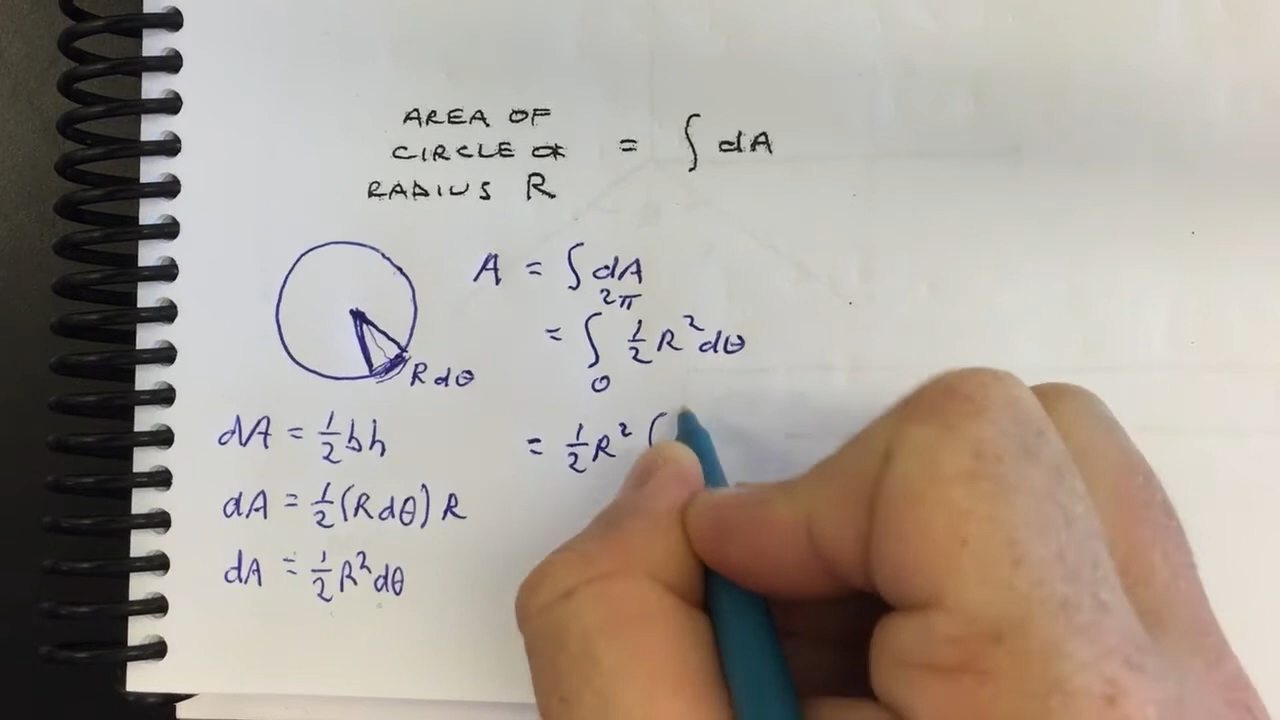 AREA OF
CIRCLE OF = ∫ dA
RADIUS R
A = ∫ dA
= ∫₀^2π ½ R² dθ
R dθ
dA = ½ b h
= ½ R² (
dA = ½ (R dθ) R
dA = ½ R² dθ